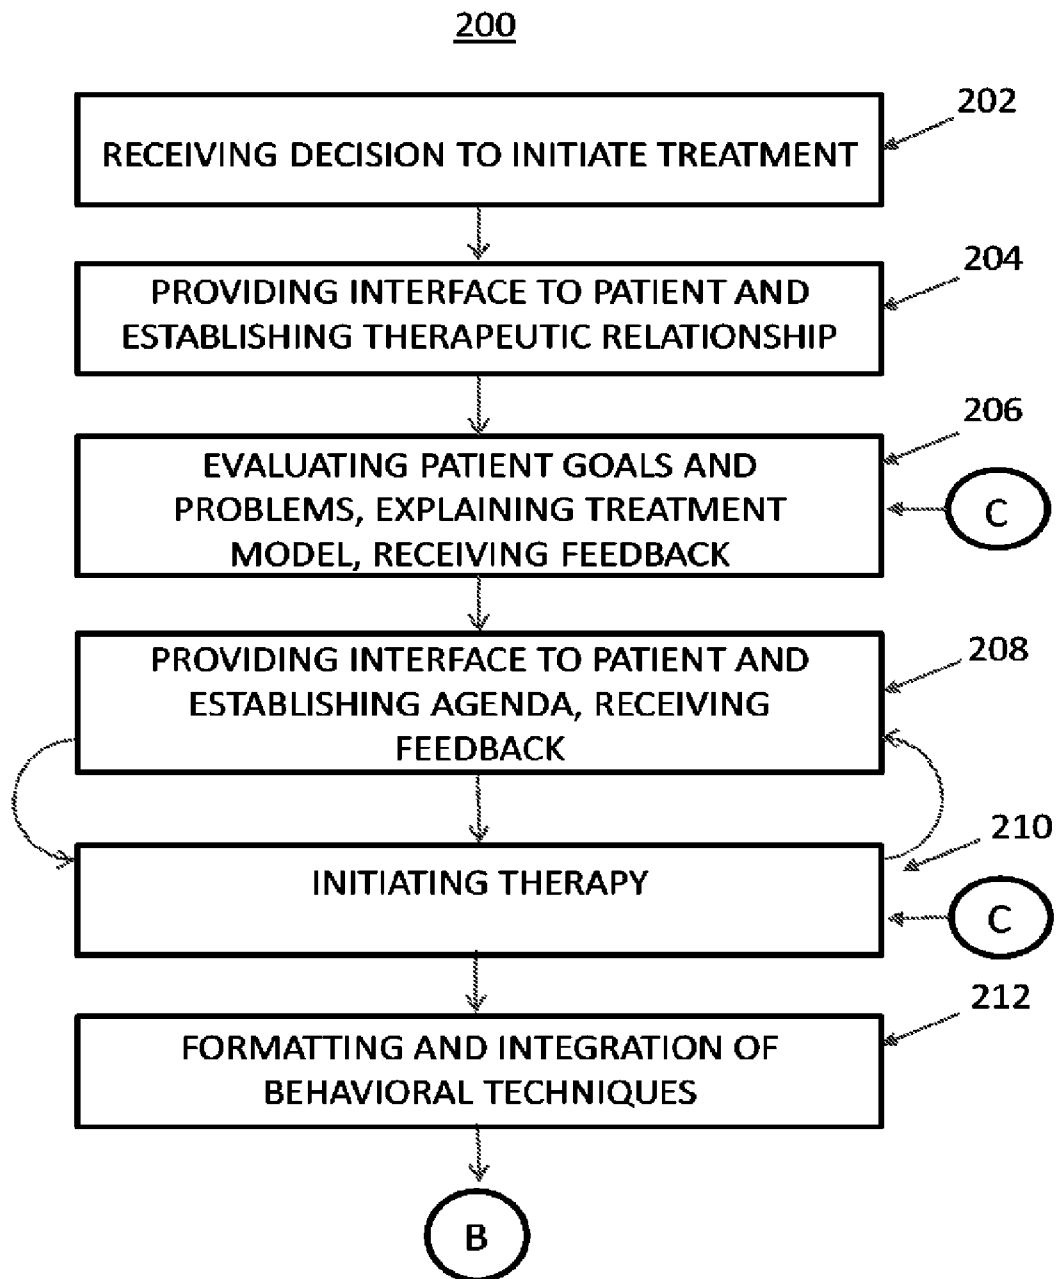 200
202
RECEIVING DECISION TO INITIATE TREATMENT
204
PROVIDING INTERFACE TO PATIENT AND
ESTABLISHING THERAPEUTIC RELATIONSHIP
206
EVALUATING PATIENT GOALS AND
PROBLEMS, EXPLAINING TREATMENT
MODEL, RECEIVING FEEDBACK
C
208
PROVIDING INTERFACE TO PATIENT AND
ESTABLISHING AGENDA, RECEIVING
FEEDBACK
210
INITIATING THERAPY
C
212
FORMATTING AND INTEGRATION OF
BEHAVIORAL TECHNIQUES
B